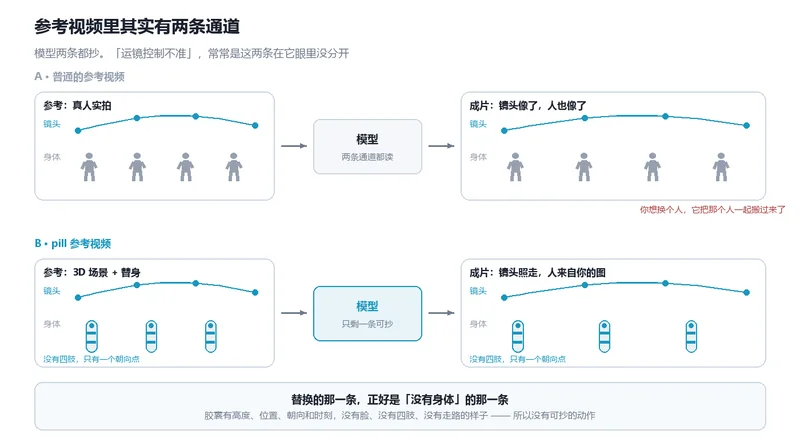 参考视频里其实有两条通道
模型两条都抄。「运镜控制不准」，常常是这两条在它眼里没分开
A · 普通的参考视频
参考：真人实拍
镜头
身体
模型
两条通道都读
成片：镜头像了，人也像了
镜头
身体
你想换个人，它把那个人一起搬过来了
B · pill 参考视频
参考：3D 场景 + 替身
镜头
身体
没有四肢，只有一个朝向点
模型
只剩一条可抄
成片：镜头照走，人来自你的图
镜头
身体
没有四肢，只有一个朝向点
替换的那一条，正好是「没有身体」的那一条
胶囊有高度、位置、朝向和时刻，没有脸、没有四肢、没有走路的样子 —— 所以没有可抄的动作